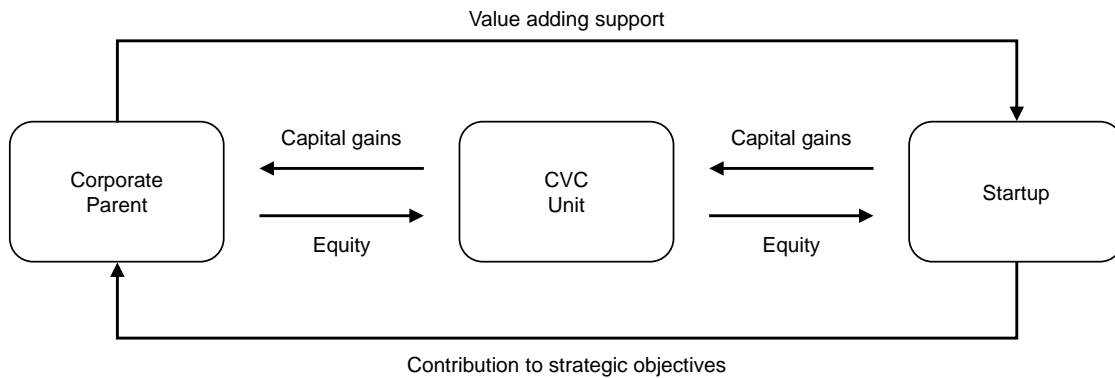 Value adding support
Capital gains
Capital gains
Corporate
Parent
CVC
Unit
Startup
Equity
Equity
Contribution to strategic objectives